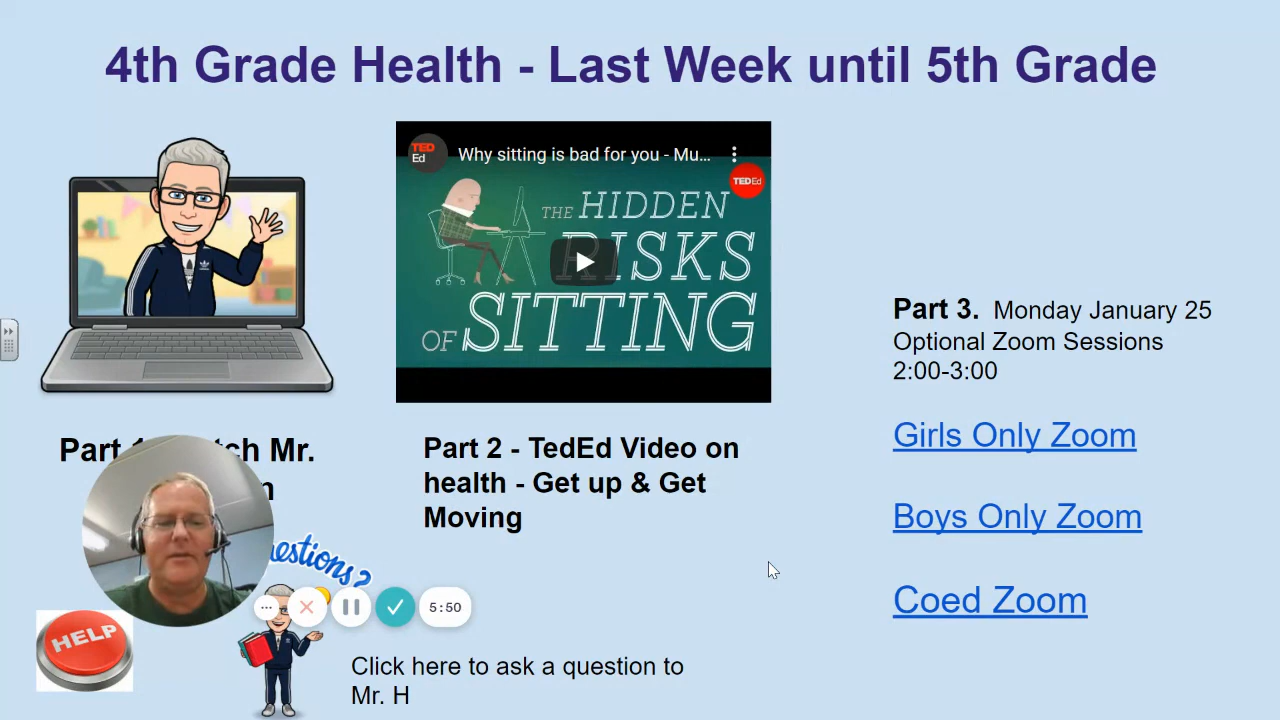 4th Grade Health - Last Week until 5th Grade
TED
Ed
Why sitting is bad for you - Mu...
TEDEd
THE HIDDEN
RISKS
OF SITTING
Part 3. Monday January 25
Optional Zoom Sessions
2:00-3:00
Girls Only Zoom
Boys Only Zoom
Coed Zoom
Part Mr.
Part 2 - TedEd Video on
health - Get up & Get
Moving
HELP
5:50
Click here to ask a question to
Mr. H